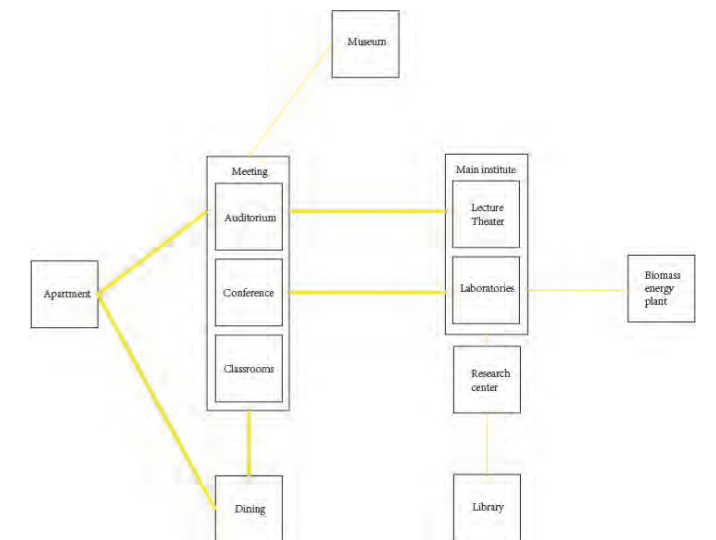 Museum
Meeting
Auditorium
Conference
Classrooms
Main institute
Lecture
Theater
Laboratories
Apartment
Biomass
energy
plant
Research
center
Dining
Library